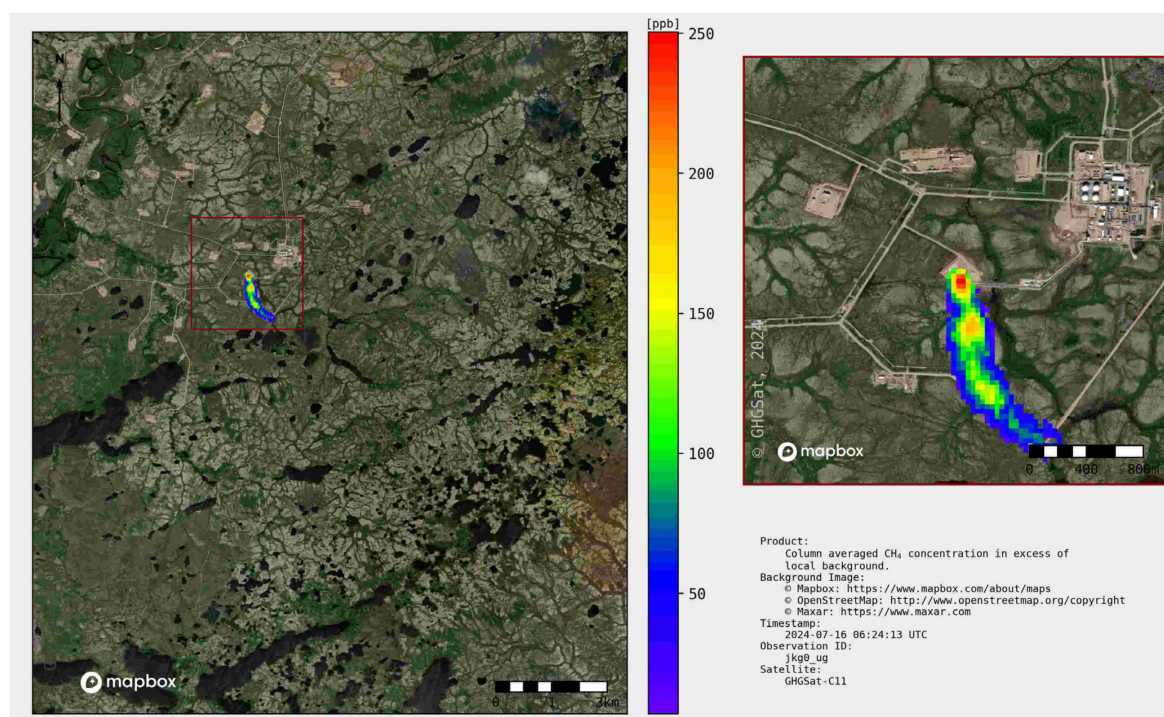 N
mapbox
0 1 3km
[ppb]
250
200
150
100
50
© GHGSat, 2024
mapbox
0 400 800m
Product:
Column averaged CH₄ concentration in excess of
local background.
Background Image:
© Mapbox: https://www.mapbox.com/about/maps
© OpenStreetMap: http://www.openstreetmap.org/copyright
© Maxar: https://www.maxar.com
Timestamp:
2024-07-16 06:24:13 UTC
Observation ID:
jkg0_ug
Satellite:
GHGSat-C11